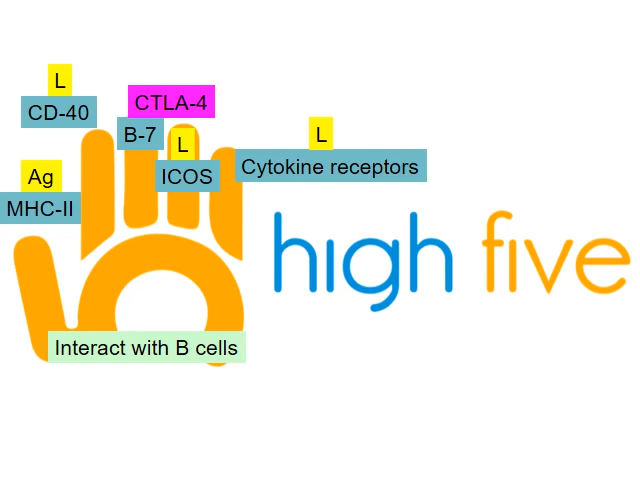 L
CD-40
CTLA-4
B-7
L
ICOS
L
Cytokine receptors
Ag
MHC-II
high five
Interact with B cells